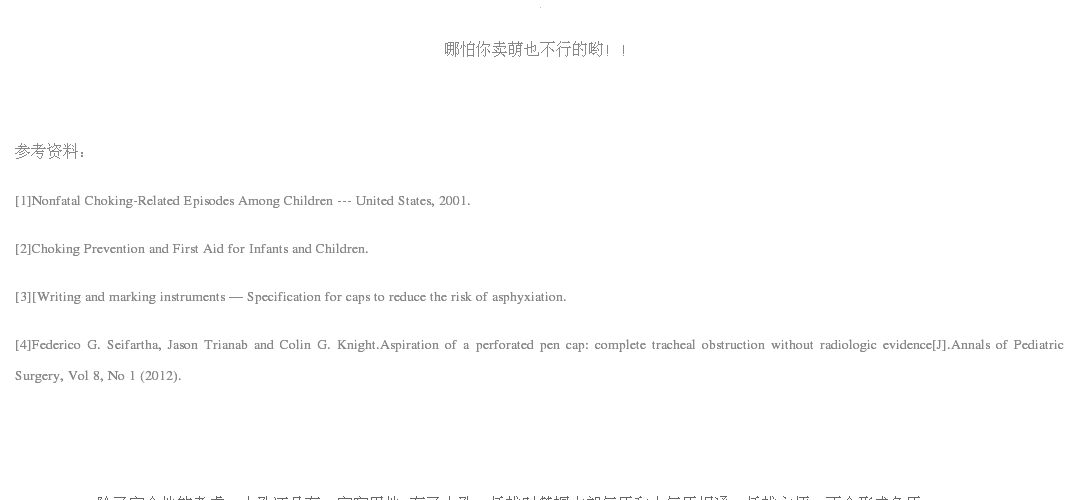 哪怕你卖萌也不行的哟！！
参考资料：
[1]Nonfatal Choking-Related Episodes Among Children --- United States, 2001.
[2]Choking Prevention and First Aid for Infants and Children.
[3][Writing and marking instruments — Specification for caps to reduce the risk of asphyxiation.
[4]Federico G. Seifartha, Jason Trianab and Colin G. Knight.Aspiration of a perforated pen cap: complete tracheal obstruction without radiologic evidence[J].Annals of Pediatric
Surgery, Vol 8, No 1 (2012).